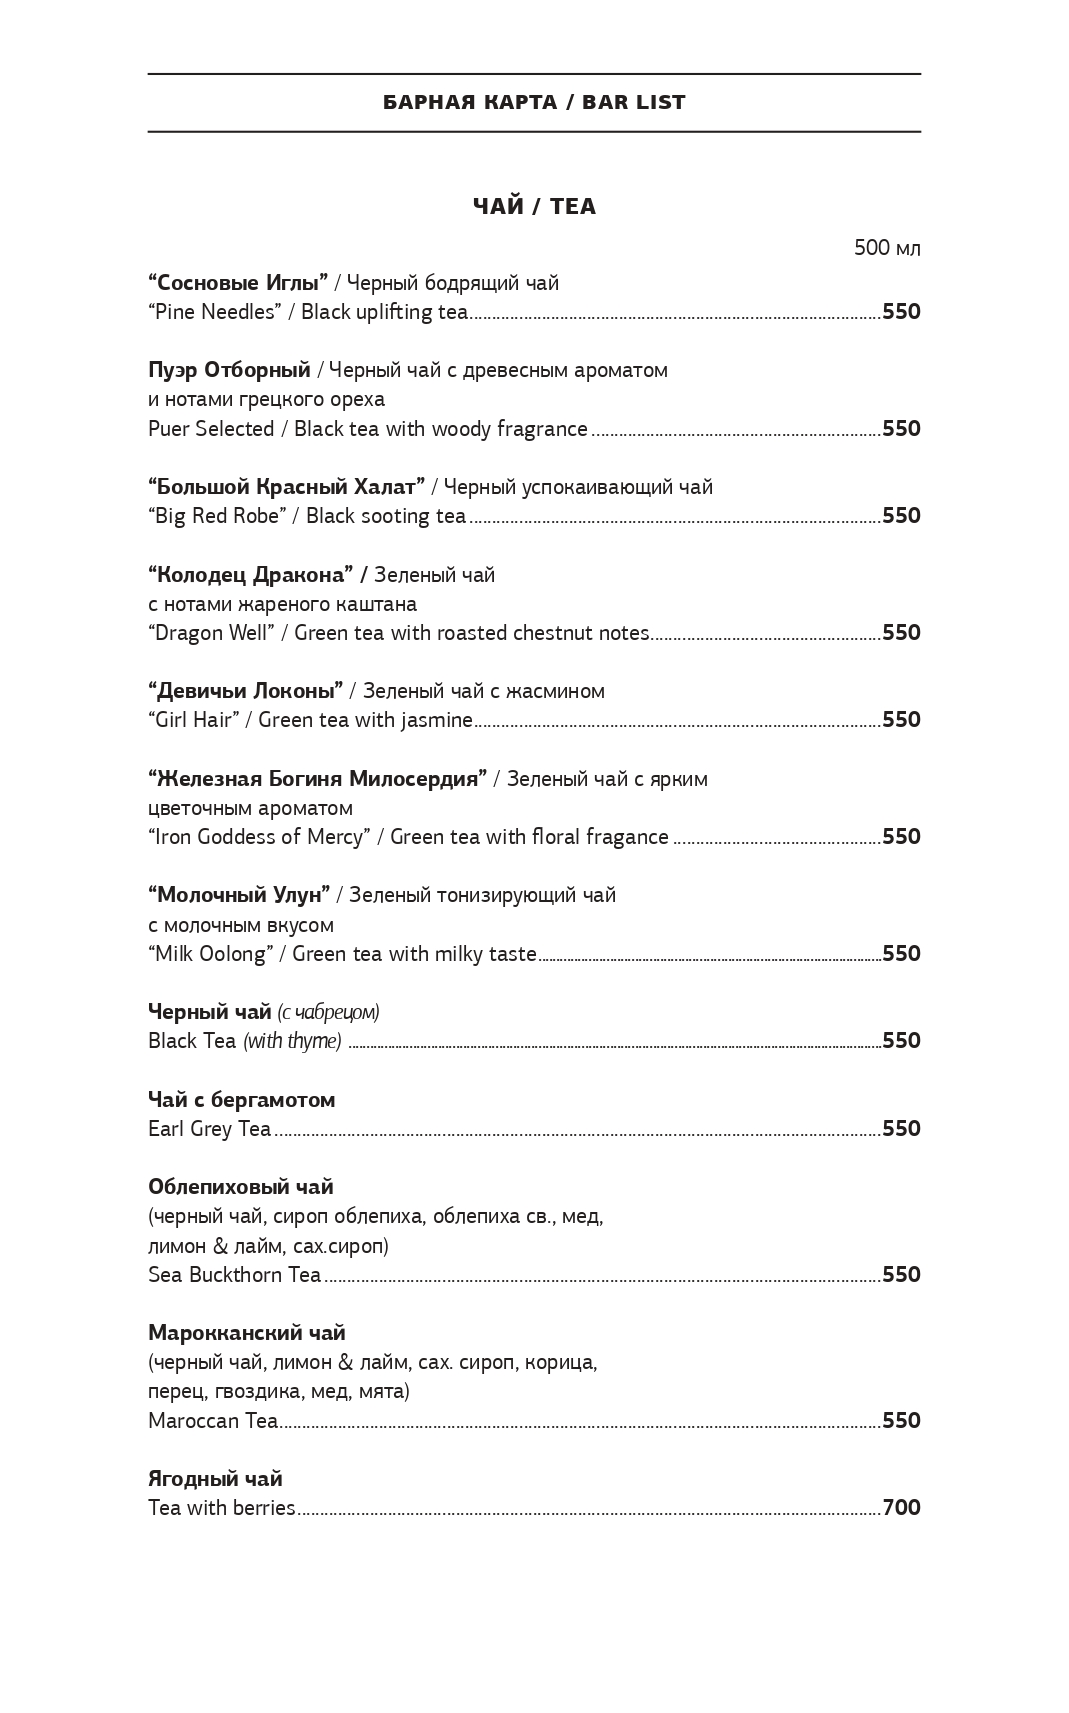 БАРНАЯ КАРТА / BAR LIST
ЧАЙ / TEA
500 мл
“Сосновые Иглы” / Черный бодрящий чай
“Pine Needles” / Black uplifting tea..........550
Пуэр Отборный / Черный чай с древесным ароматом
и нотами грецкого ореха
Puer Selected / Black tea with woody fragrance..........550
“Большой Красный Халат” / Черный успокаивающий чай
“Big Red Robe” / Black sooting tea..........550
“Колодец Дракона” / Зеленый чай
с нотами жареного каштана
“Dragon Well” / Green tea with roasted chestnut notes..........550
“Девичьи Локоны” / Зеленый чай с жасмином
“Girl Hair” / Green tea with jasmine..........550
“Железная Богиня Милосердия” / Зеленый чай с ярким
цветочным ароматом
“Iron Goddess of Mercy” / Green tea with floral fragance..........550
“Молочный Улун” / Зеленый тонизирующий чай
с молочным вкусом
“Milk Oolong” / Green tea with milky taste..........550
Черный чай (с чабрецом)
Black Tea (with thyme)..........550
Чай с бергамотом
Earl Grey Tea..........550
Облепиховый чай
(черный чай, сироп облепиха, облепиха св., мед,
лимон & лайм, сах.сироп)
Sea Buckthorn Tea..........550
Марокканский чай
(черный чай, лимон & лайм, сах. сироп, корица,
перец, гвоздика, мед, мята)
Maroccan Tea..........550
Ягодный чай
Tea with berries..........700